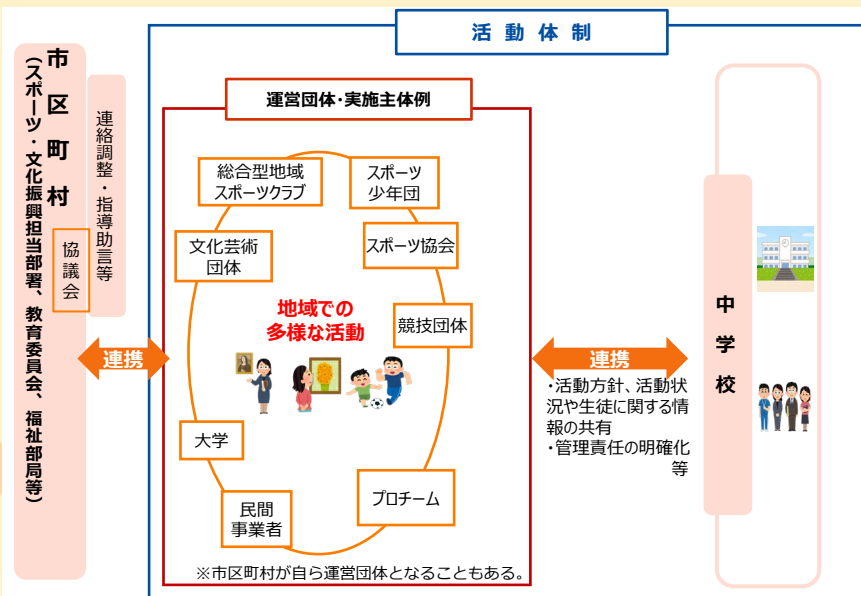 活動体制
市区町村
（スポーツ・文化振興担当部署、教育委員会、福祉部局等）
協議会
連絡調整・指導助言等
連携
運営団体・実施主体例
総合型地域
スポーツクラブ
スポーツ
少年団
文化芸術
団体
スポーツ協会
地域での
多様な活動
競技団体
大学
民間
事業者
プロチーム
※市区町村が自ら運営団体となることもある。
連携
・活動方針、活動状
況や生徒に関する情
報の共有
・管理責任の明確化
等
中学校